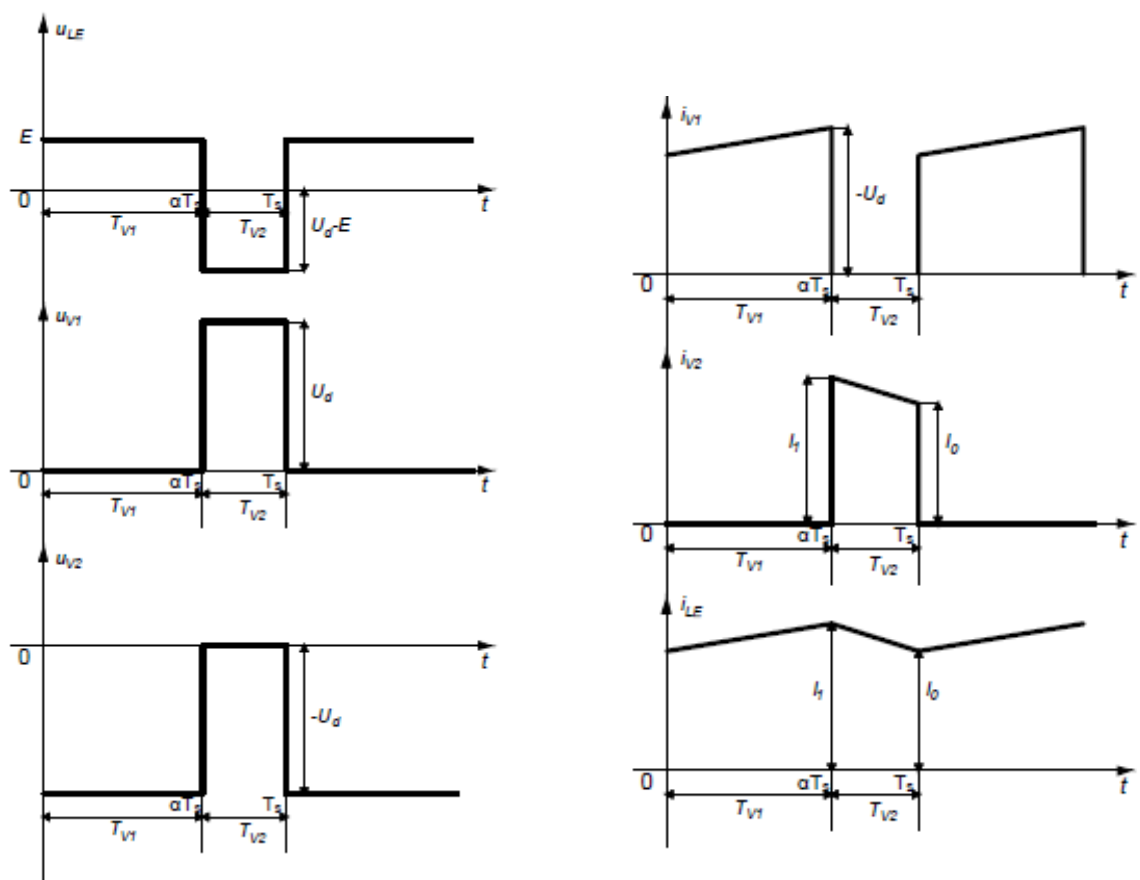 u_LE
E
0
αT_s
T_s
t
T_V1
T_V2
U_d-E
u_V1
U_d
0
αT_s
T_s
t
T_V1
T_V2
u_V2
0
t
-U_d
αT_s
T_s
T_V1
T_V2
i_V1
-U_d
0
αT_s
T_s
t
T_V1
T_V2
i_V2
I_1
I_0
0
αT_s
T_s
t
T_V1
T_V2
i_LE
I_1
I_0
0
αT_s
T_s
t
T_V1
T_V2